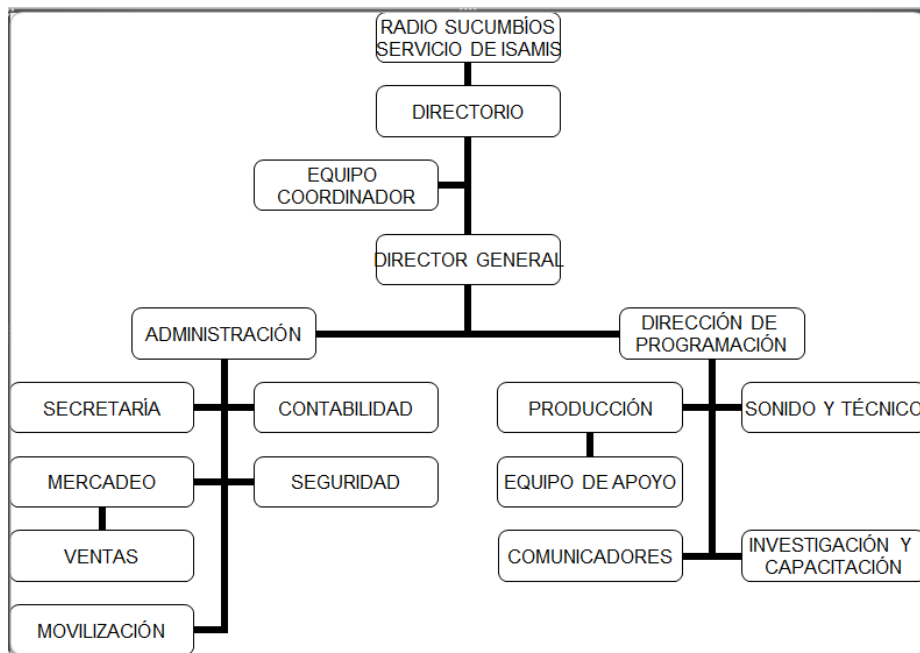 RADIO SUCUMBÍOS
SERVICIO DE ISAMIS
DIRECTORIO
EQUIPO
COORDINADOR
DIRECTOR GENERAL
ADMINISTRACIÓN
DIRECCIÓN DE
PROGRAMACIÓN
SECRETARÍA
CONTABILIDAD
PRODUCCIÓN
SONIDO Y TÉCNICO
MERCADEO
SEGURIDAD
EQUIPO DE APOYO
VENTAS
COMUNICADORES
INVESTIGACIÓN Y
CAPACITACIÓN
MOVILIZACIÓN